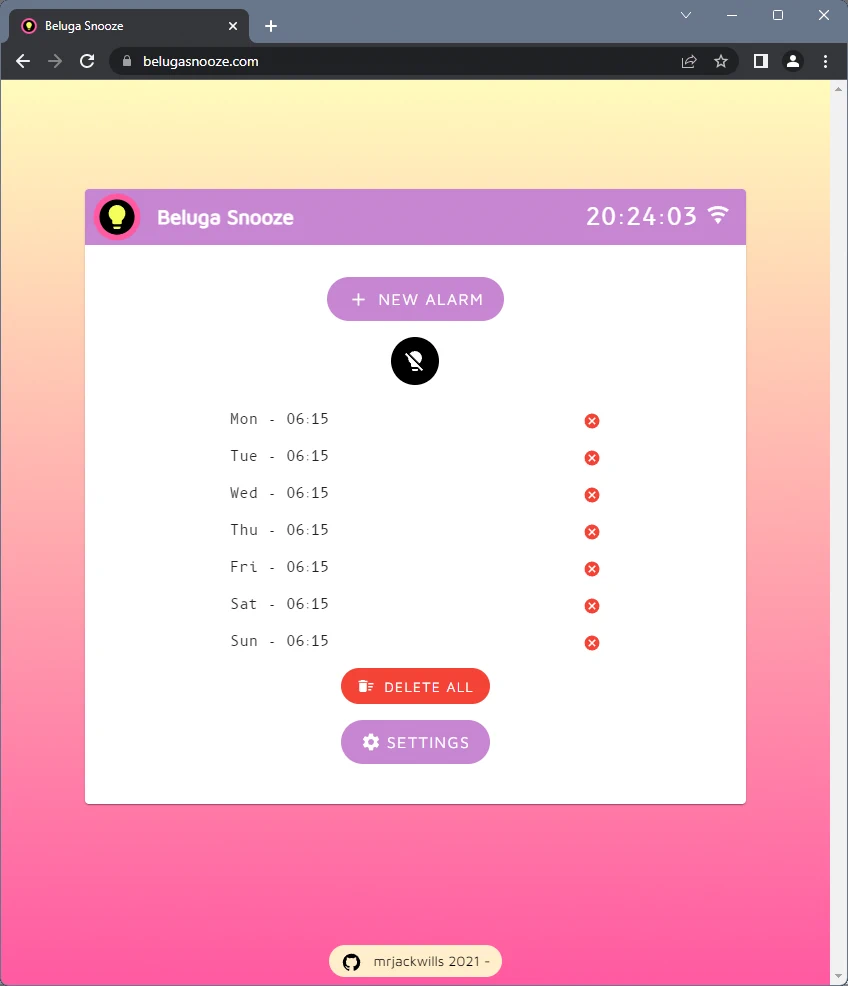 Beluga Snooze
belugasnooze.com
Beluga Snooze 20:24:03
NEW ALARM
Mon - 06:15
Tue - 06:15
Wed - 06:15
Thu - 06:15
Fri - 06:15
Sat - 06:15
Sun - 06:15
DELETE ALL
SETTINGS
mrjackwills 2021 -